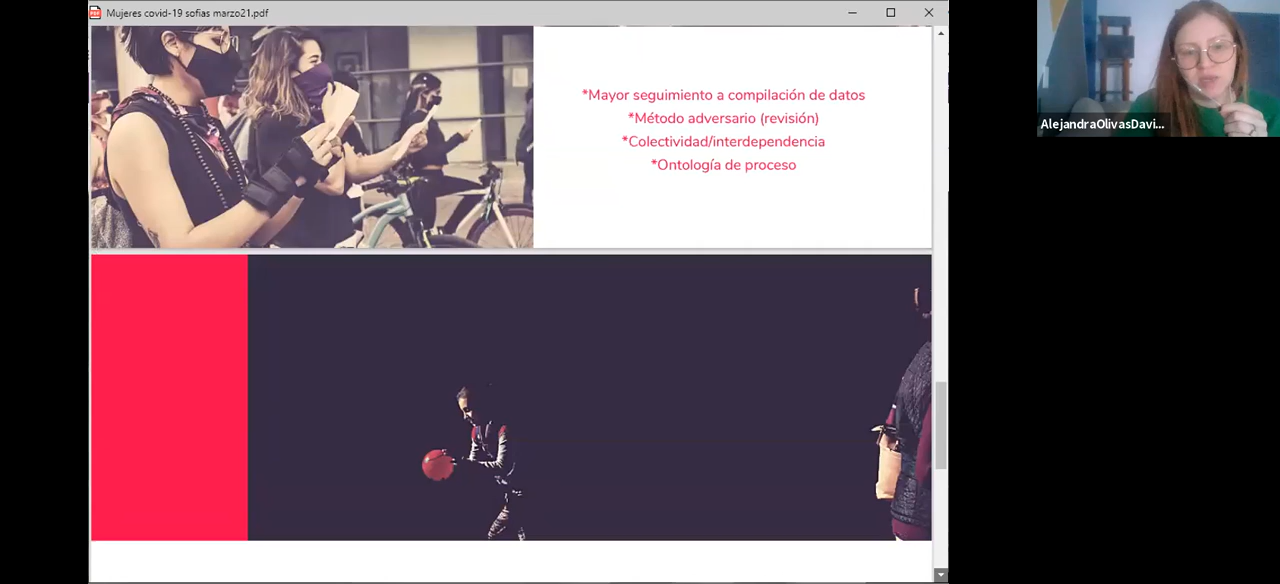 Mujeres covid-19 sofias marzo21.pdf
*Mayor seguimiento a compilación de datos
*Método adversario (revisión)
*Colectividad/interdependencia
*Ontología de proceso
AlejandraOlivasDavi...